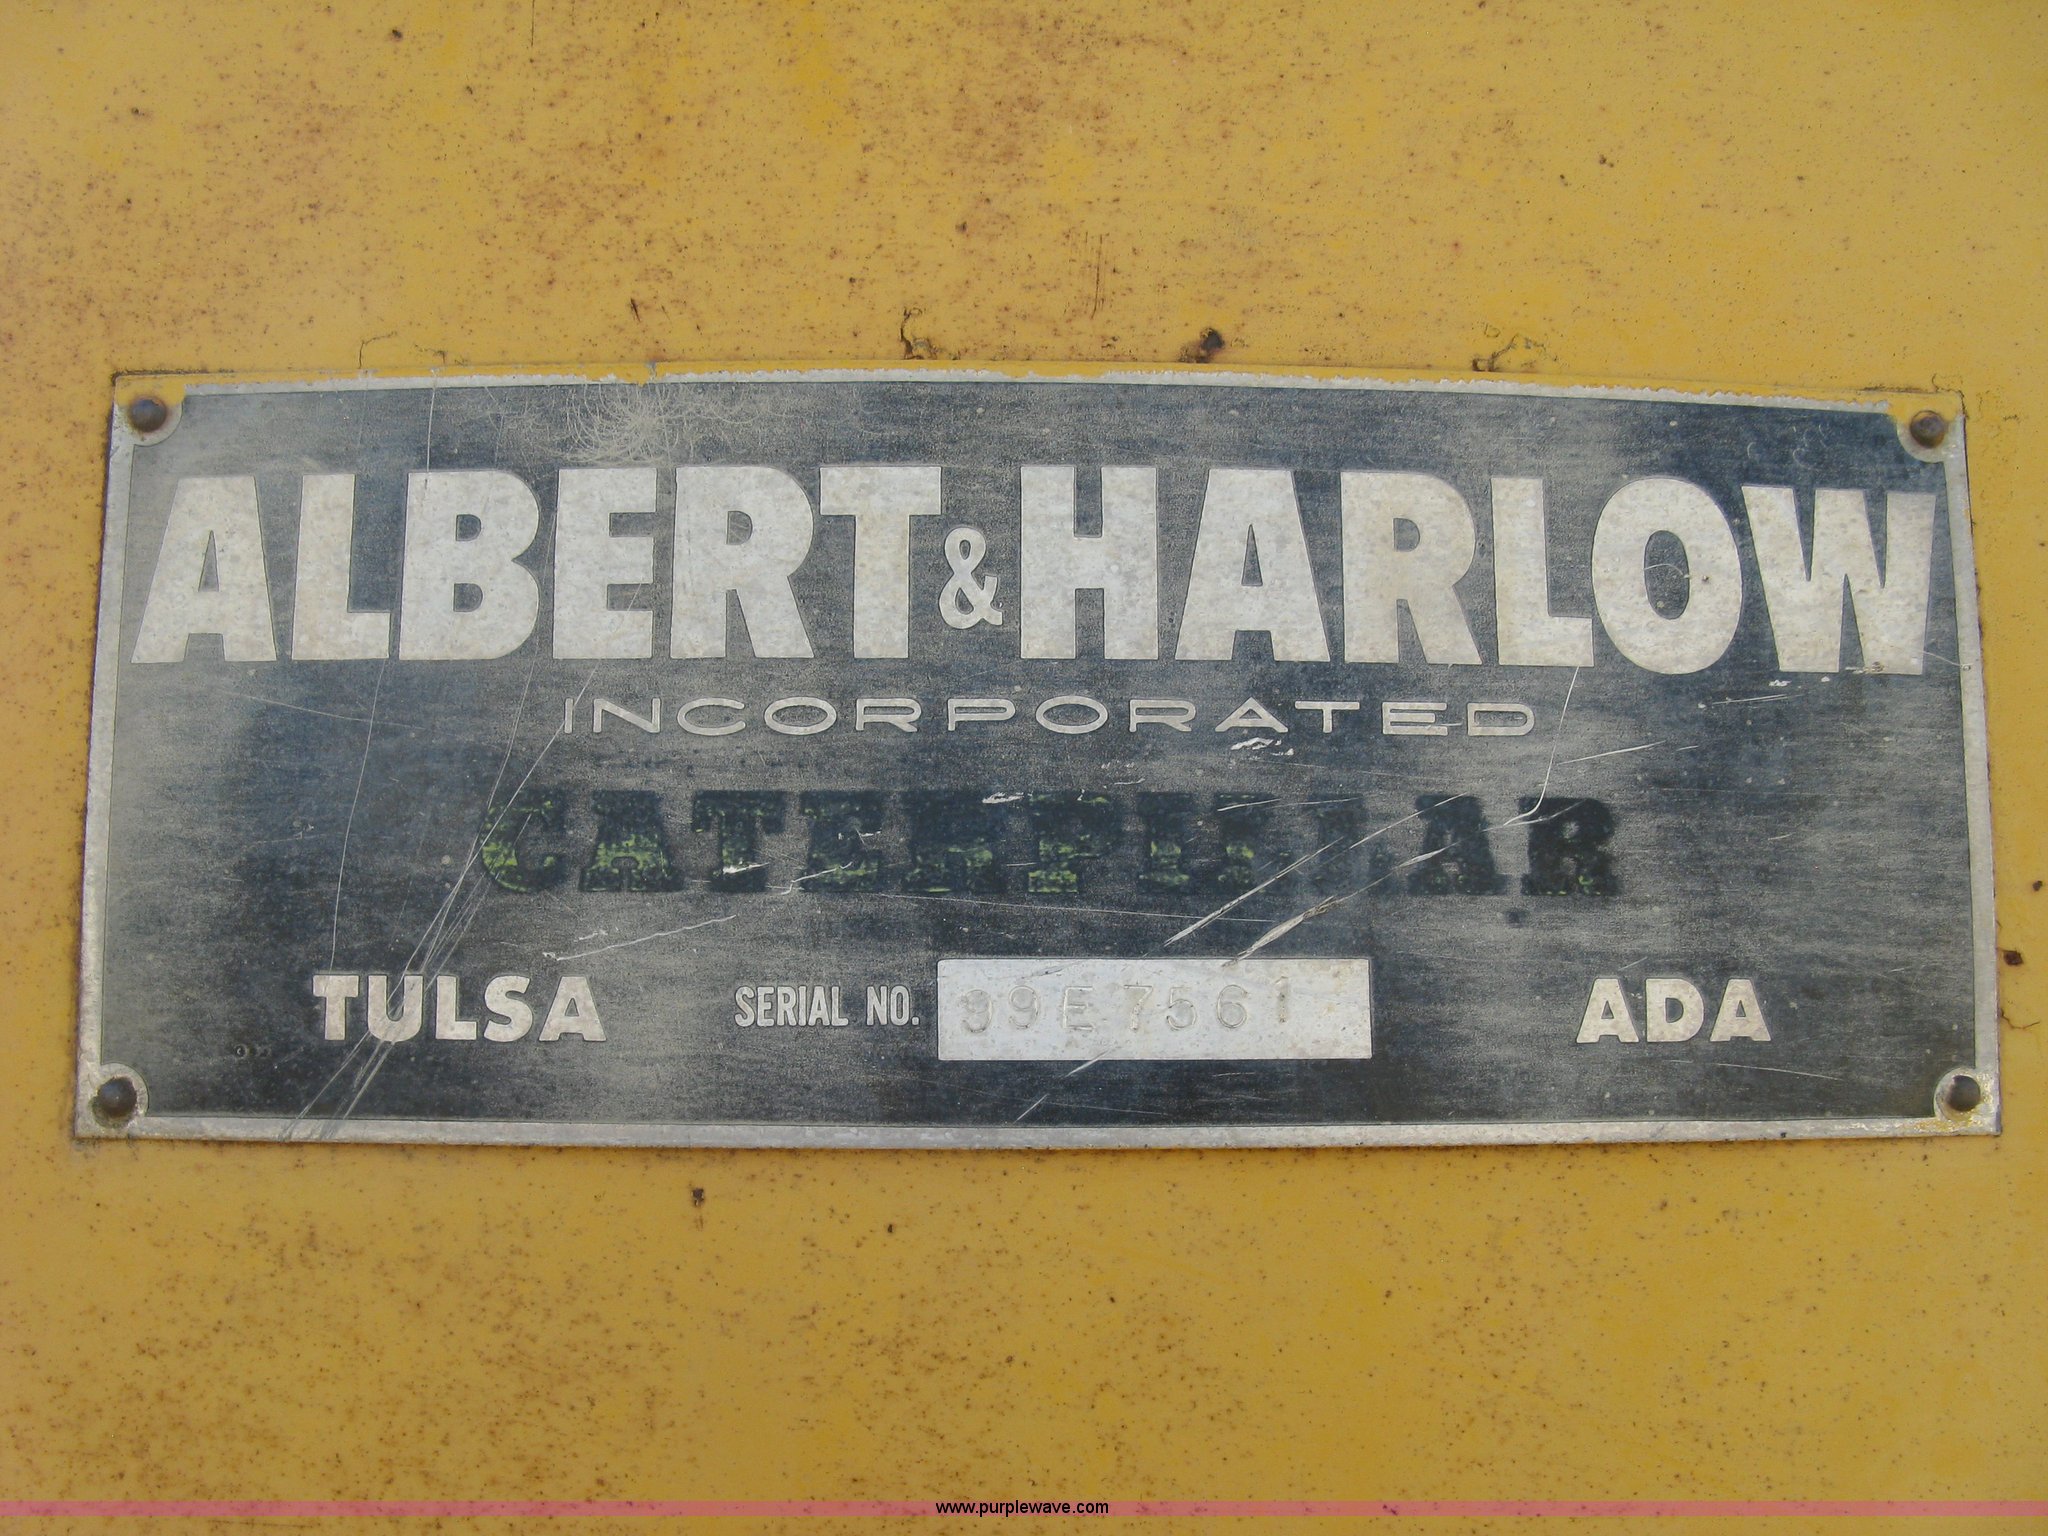 ALBERT & HARLOW
INCORPORATED
CATERPILLAR
TULSA SERIAL NO. 99E7561 ADA
www.purplewave.com